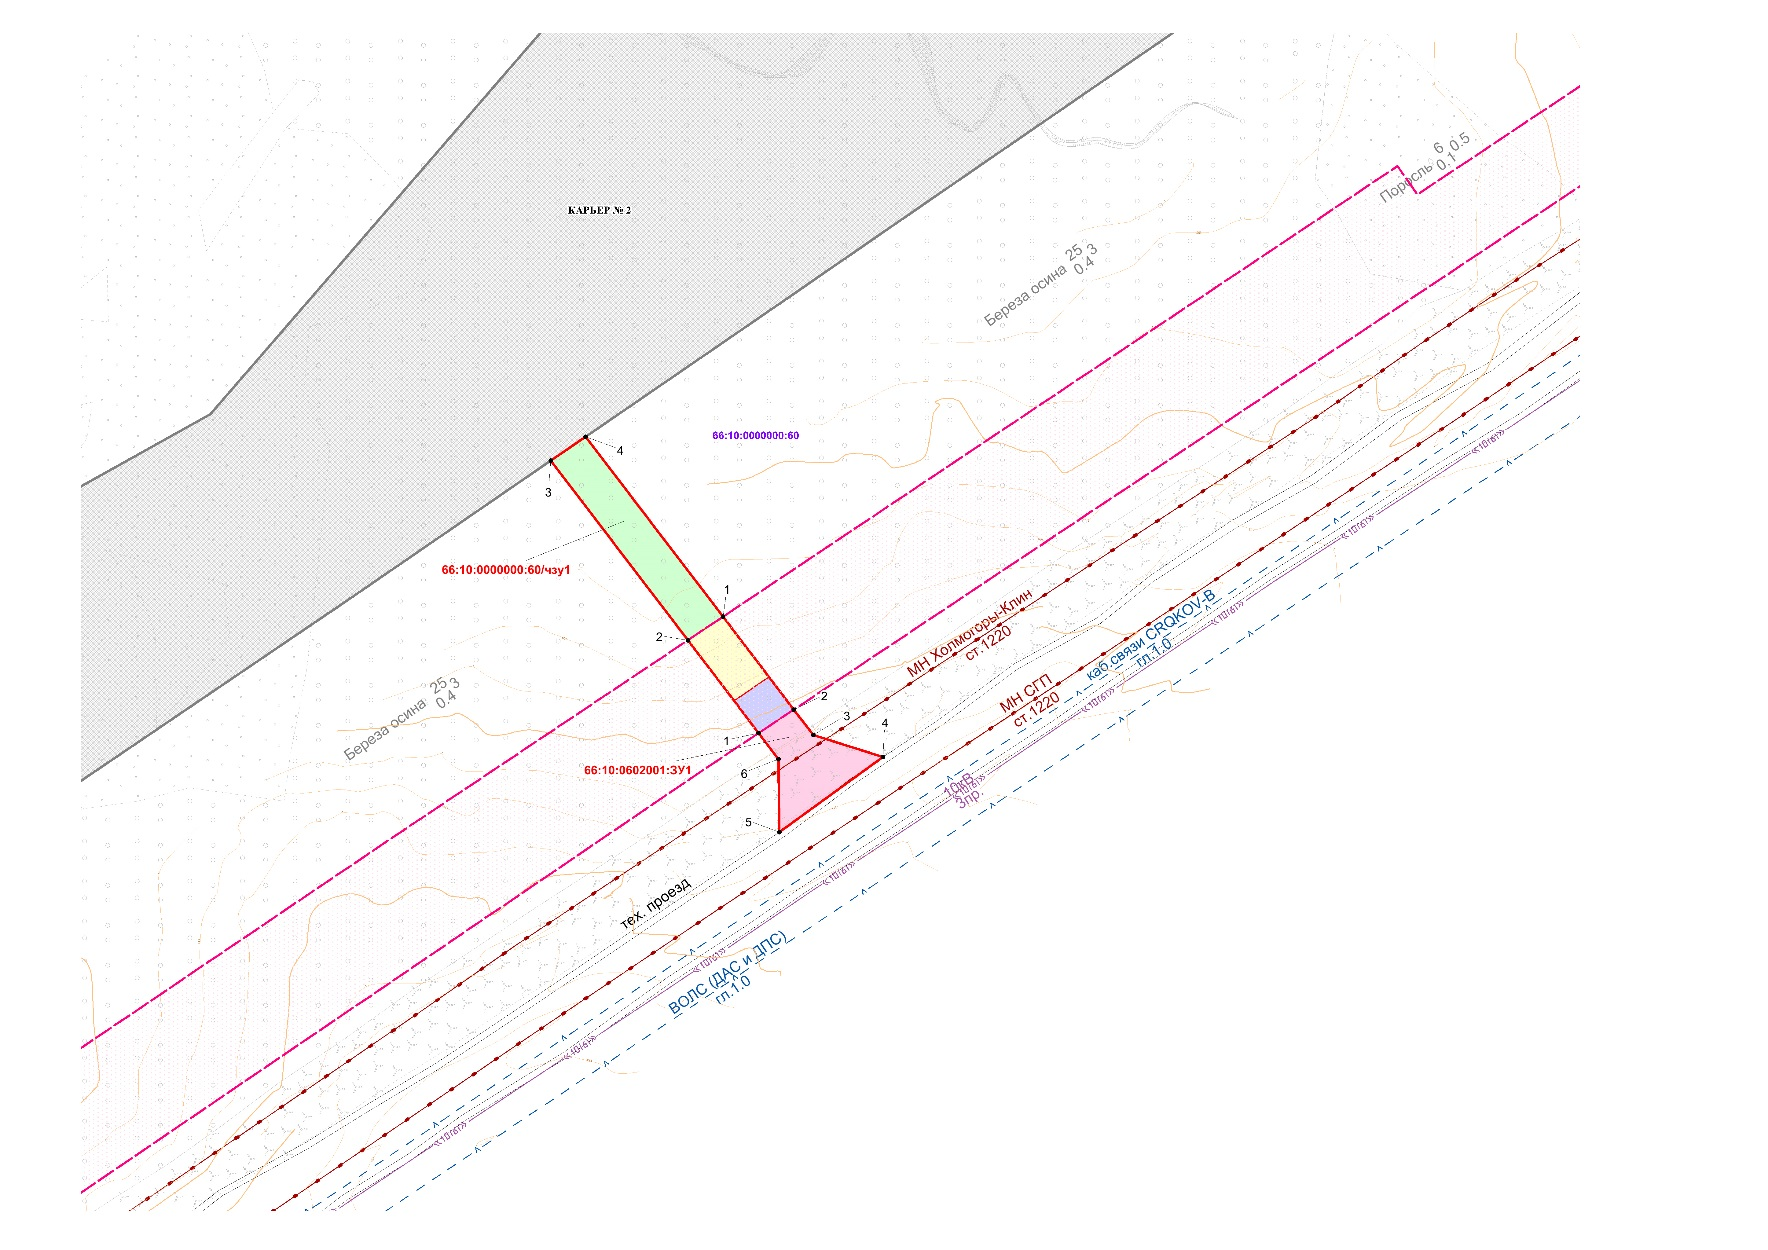 КАРЬЕР № 2
Поросль 6 0.5
0.1
Береза осина 25 3
0.4
66:10:0000000:60
4
3
66:10:0000000:60/чзу1
1
2
МН Холмогоры-Клин
ст.1220
каб.связи CRQKOV-B
гл.1.0
МН СГП
ст.1220
Береза осина 25 3
0.4
2
3
4
1
66:10:0602001:ЗУ1
6
5
10кВ
3пр.
тех. проезд
ВОЛС (ДАС и ДПС)
гл.1.0